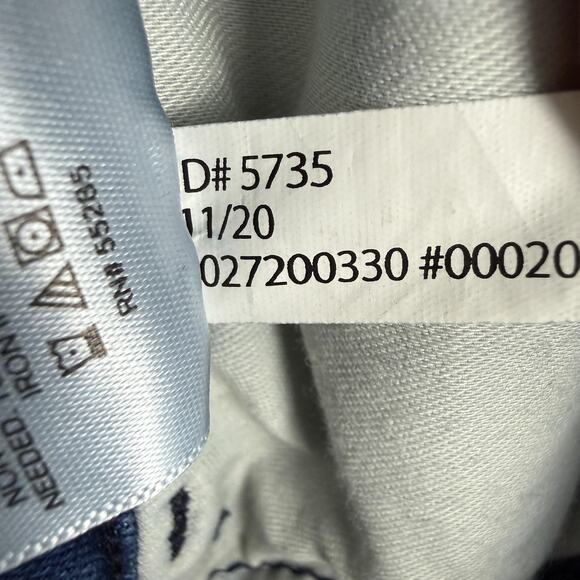 D# 5735
11/20
027200330 #00020
RN# 55285
NEEDED
IRON